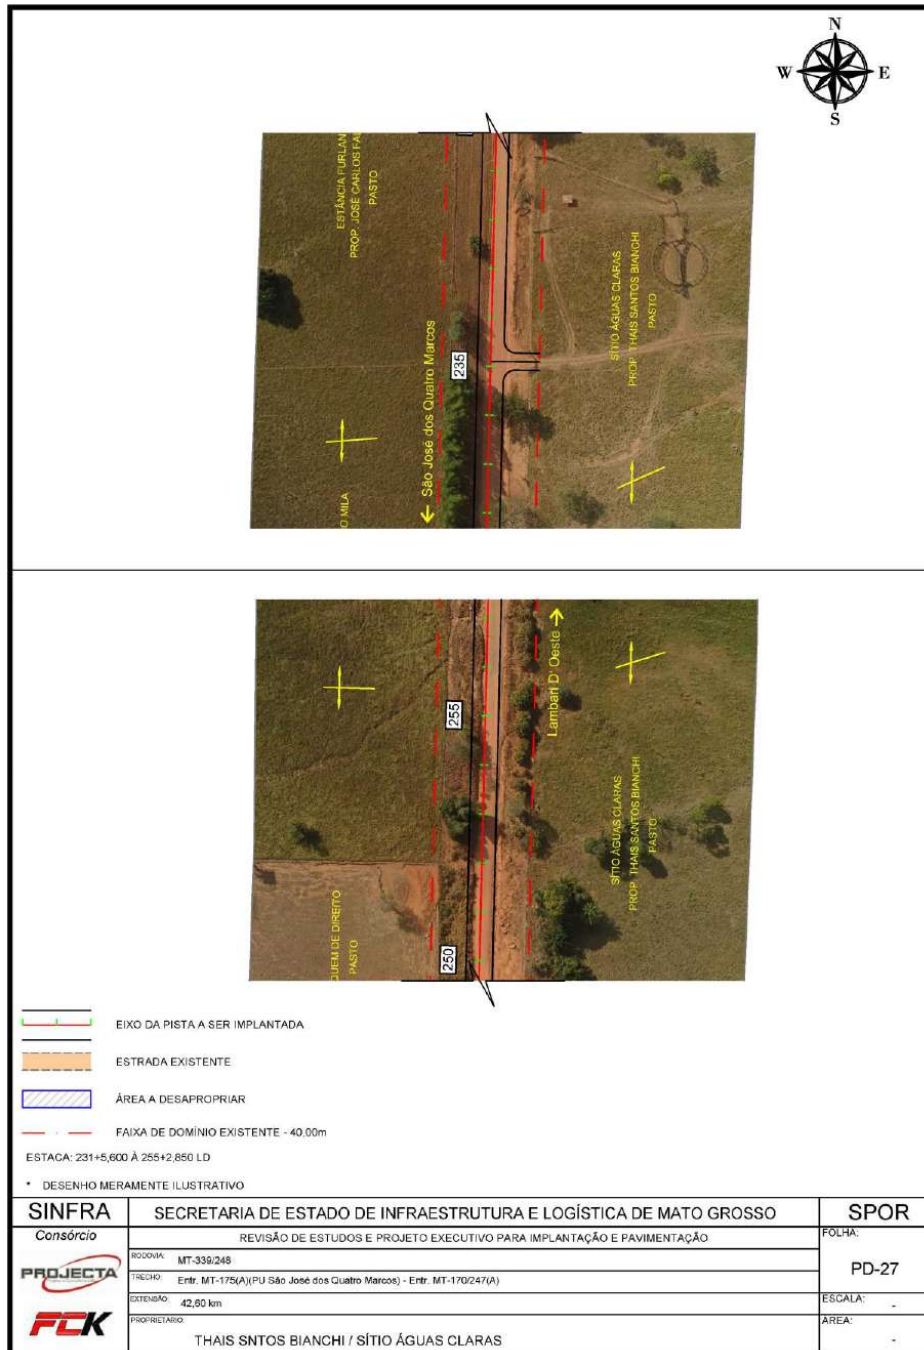 N
W
E
S
ESTÂNCIA FURLAN
PROP. JOSÉ CARLOS
PASTO
SÍTIO ÁGUAS CLARAS
PROP. THAIS SANTOS BIANCHI
PASTO
235
← São José dos Quatro Marcos
O MILA
Lambari D' Oeste →
255
SÍTIO ÁGUAS CLARAS
PROP. THAIS SANTOS BIANCHI
PASTO
QUEM DE DIREITO
PASTO
250
EIXO DA PISTA A SER IMPLANTADA
ESTRADA EXISTENTE
ÁREA A DESAPROPRIAR
FAIXA DE DOMÍNIO EXISTENTE - 40,00m
ESTACA: 231+5,600 À 255+2,850 LD
* DESENHO MERAMENTE ILUSTRATIVO
SINFRA
SECRETARIA DE ESTADO DE INFRAESTRUTURA E LOGÍSTICA DE MATO GROSSO
SPOR
Consórcio
PROJECTA
FCK
REVISÃO DE ESTUDOS E PROJETO EXECUTIVO PARA IMPLANTAÇÃO E PAVIMENTAÇÃO
FOLHA:
PD-27
RODOVIA: MT-339/248
TRECHO: Entr. MT-175(A)(PU São José dos Quatro Marcos) - Entr. MT-170/247(A)
EXTENSÃO: 42,60 km
ESCALA: -
PROPRIETÁRIO:
THAIS SNTOS BIANCHI / SÍTIO ÁGUAS CLARAS
ÁREA: -